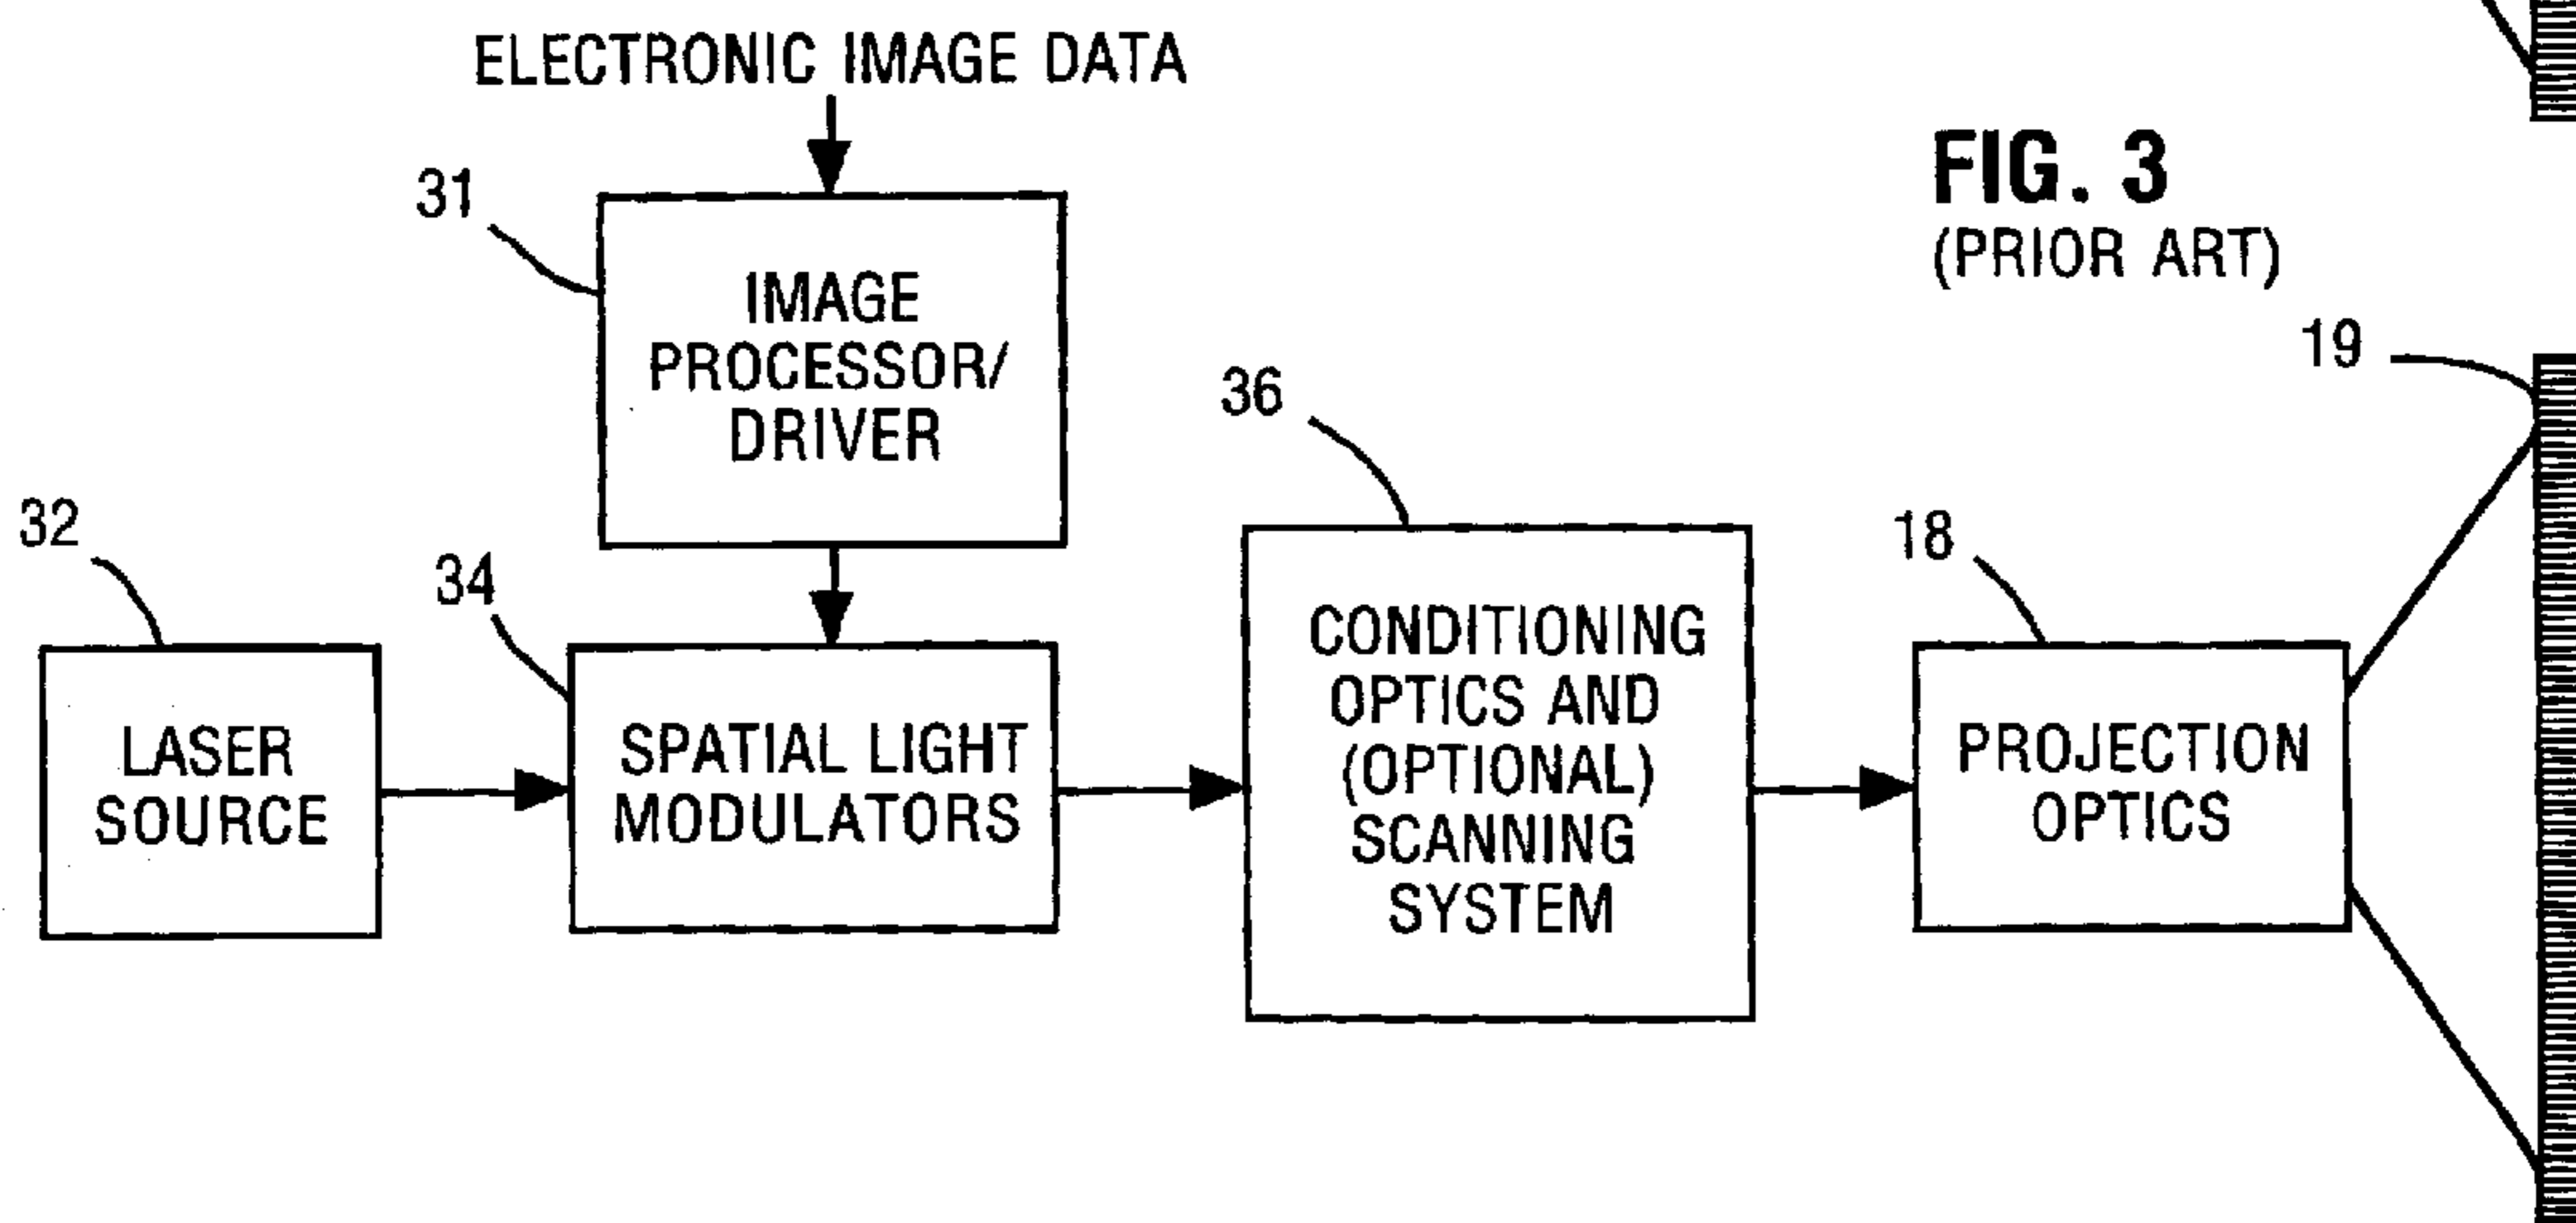 ELECTRONIC IMAGE DATA
FIG. 3
(PRIOR ART)
31
IMAGE
PROCESSOR/
DRIVER
19
36
32
34
18
LASER
SOURCE
SPATIAL LIGHT
MODULATORS
CONDITIONING
OPTICS AND
(OPTIONAL)
SCANNING
SYSTEM
PROJECTION
OPTICS